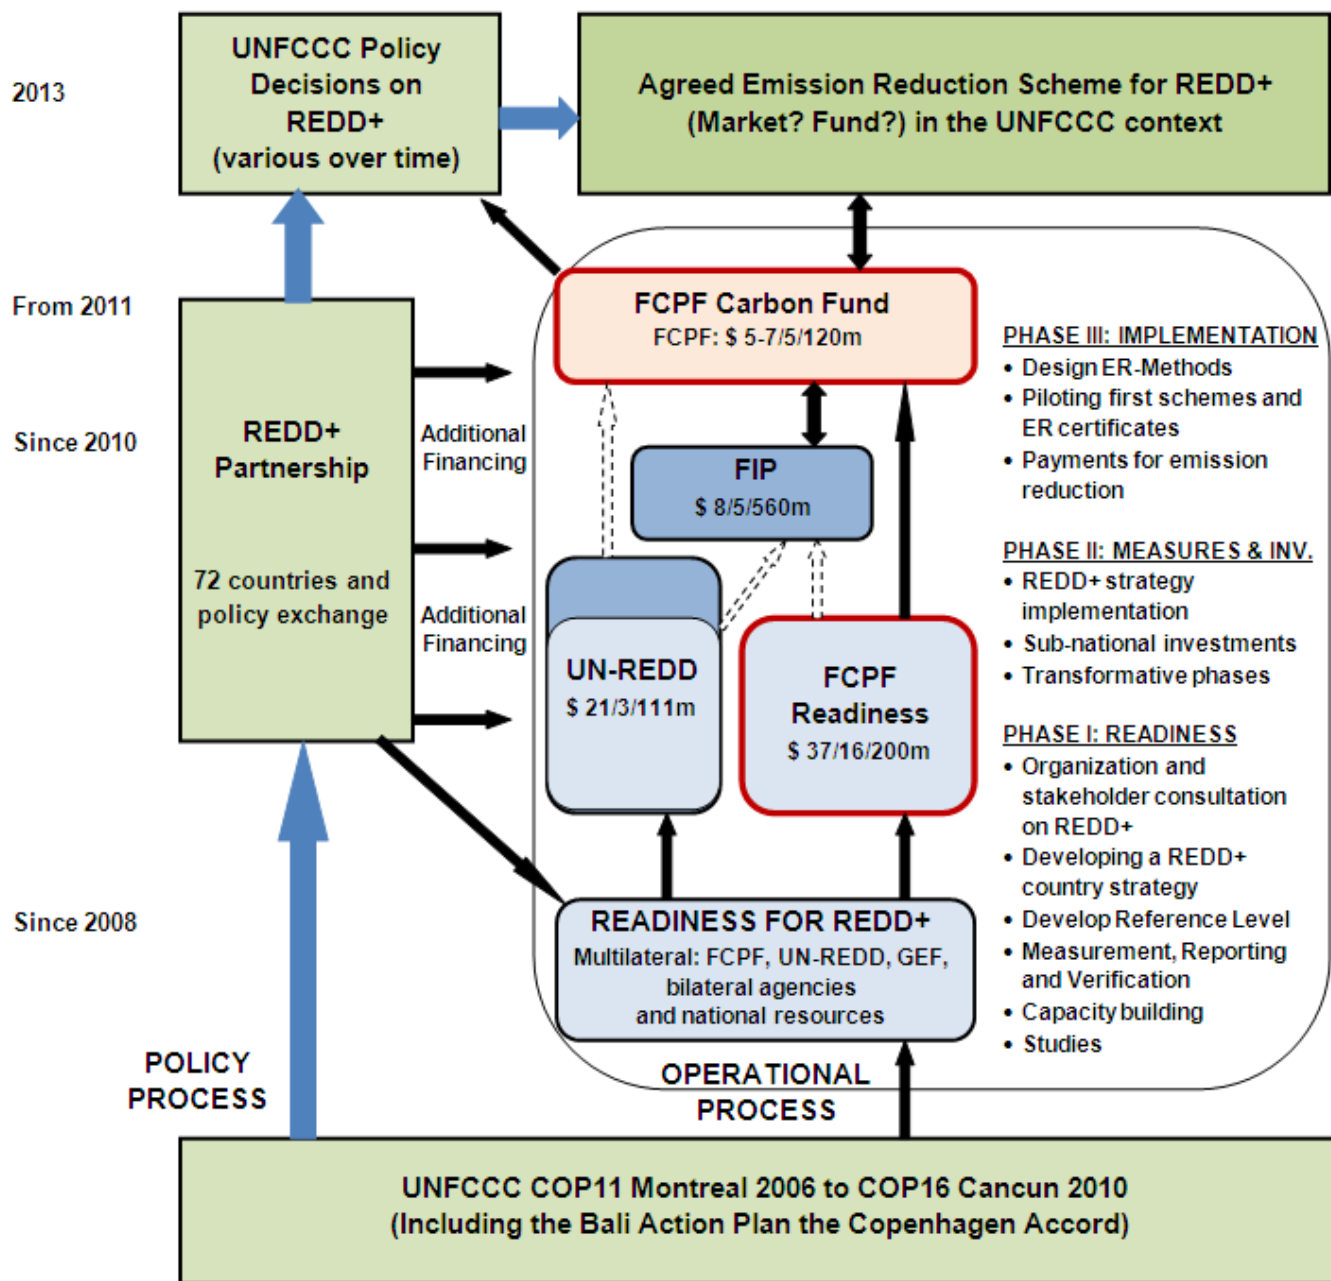 2013
UNFCCC Policy
Decisions on
REDD+
(various over time)
Agreed Emission Reduction Scheme for REDD+
(Market? Fund?) in the UNFCCC context
From 2011
FCPF Carbon Fund
FCPF: $ 5-7/5/120m
Since 2010
REDD+
Partnership
72 countries and
policy exchange
Additional
Financing
Additional
Financing
FIP
$ 8/5/560m
UN-REDD
$ 21/3/111m
FCPF
Readiness
$ 37/16/200m
PHASE III: IMPLEMENTATION
• Design ER-Methods
• Piloting first schemes and
ER certificates
• Payments for emission
reduction
PHASE II: MEASURES & INV.
• REDD+ strategy
implementation
• Sub-national investments
• Transformative phases
PHASE I: READINESS
• Organization and
stakeholder consultation
on REDD+
• Developing a REDD+
country strategy
• Develop Reference Level
• Measurement, Reporting
and Verification
• Capacity building
• Studies
Since 2008
READINESS FOR REDD+
Multilateral: FCPF, UN-REDD, GEF,
bilateral agencies
and national resources
POLICY
PROCESS
OPERATIONAL
PROCESS
UNFCCC COP11 Montreal 2006 to COP16 Cancun 2010
(Including the Bali Action Plan the Copenhagen Accord)